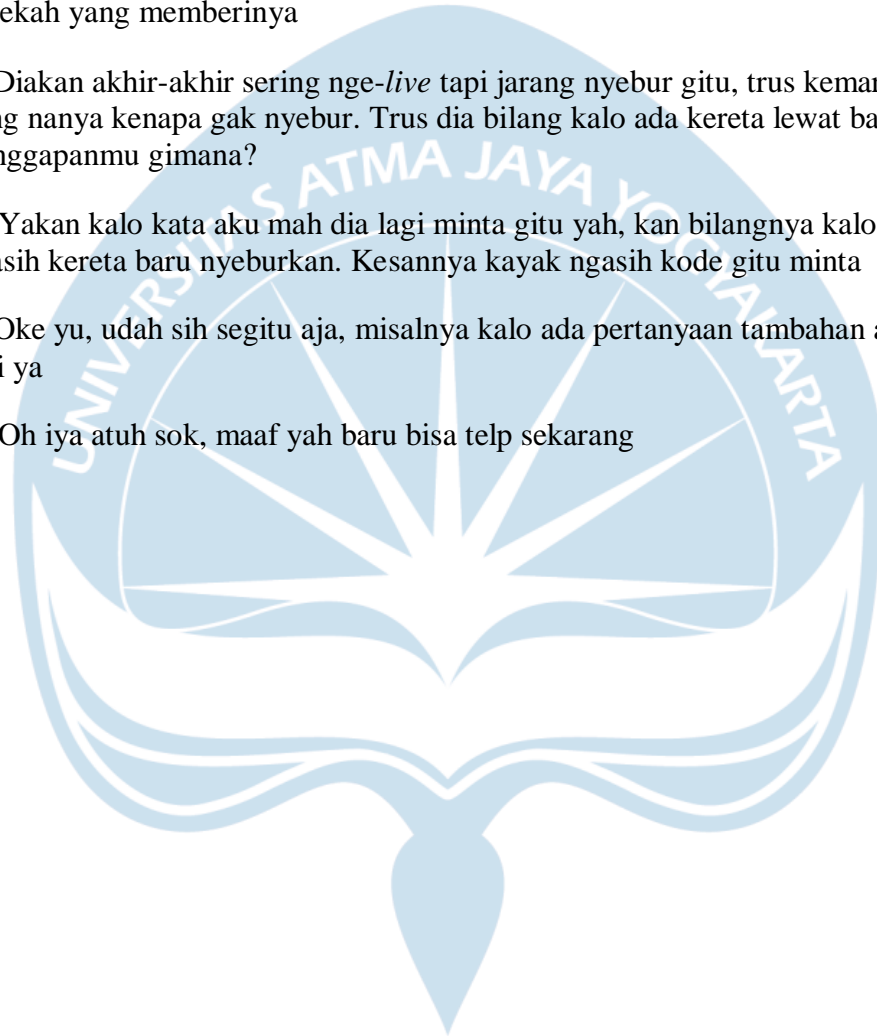 ekah yang memberinya
Diakan akhir-akhir sering nge-live tapi jarang nyebur gitu, trus kemar
ng nanya kenapa gak nyebur. Trus dia bilang kalo ada kereta lewat ba
nggapanmu gimana?
Yakan kalo kata aku mah dia lagi minta gitu yah, kan bilangnya kalo
asih kereta baru nyeburkan. Kesannya kayak ngasih kode gitu minta
Oke yu, udah sih segitu aja, misalnya kalo ada pertanyaan tambahan a
i ya
Oh iya atuh sok, maaf yah baru bisa telp sekarang
UNIVERSITAS ATMA JAYA YOGYAKARTA